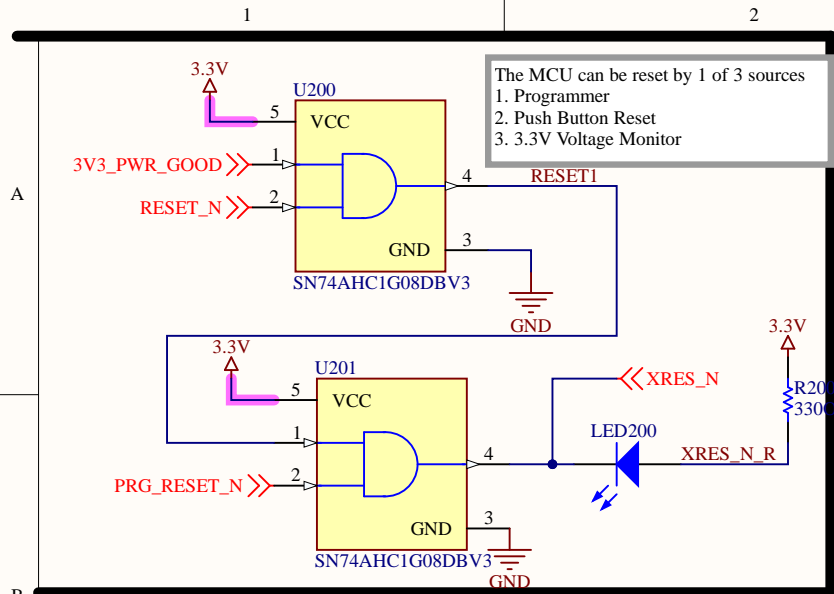 1
2
A
3.3V
U200
The MCU can be reset by 1 of 3 sources
1. Programmer
2. Push Button Reset
3. 3.3V Voltage Monitor
5
VCC
3V3_PWR_GOOD
1
4
RESET1
RESET_N
2
GND
3
SN74AHC1G08DBV3
GND
3.3V
3.3V
U201
XRES_N
5
VCC
R20
330
1
LED200
4
XRES_N_R
PRG_RESET_N
2
GND
3
SN74AHC1G08DBV3
GND